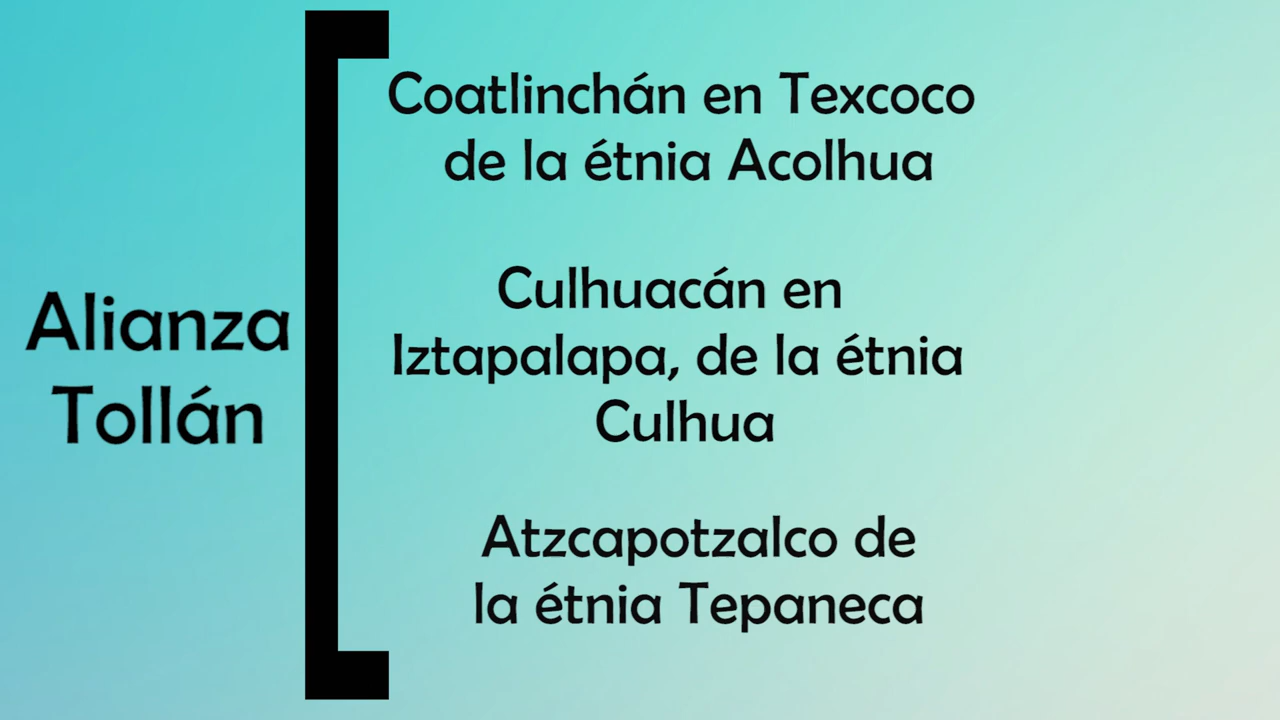 Alianza
Tollán
Coatlinchán en Texcoco
de la étnia Acolhua
Culhuacán en
Iztapalapa, de la étnia
Culhua
Atzcapotzalco de
la étnia Tepaneca